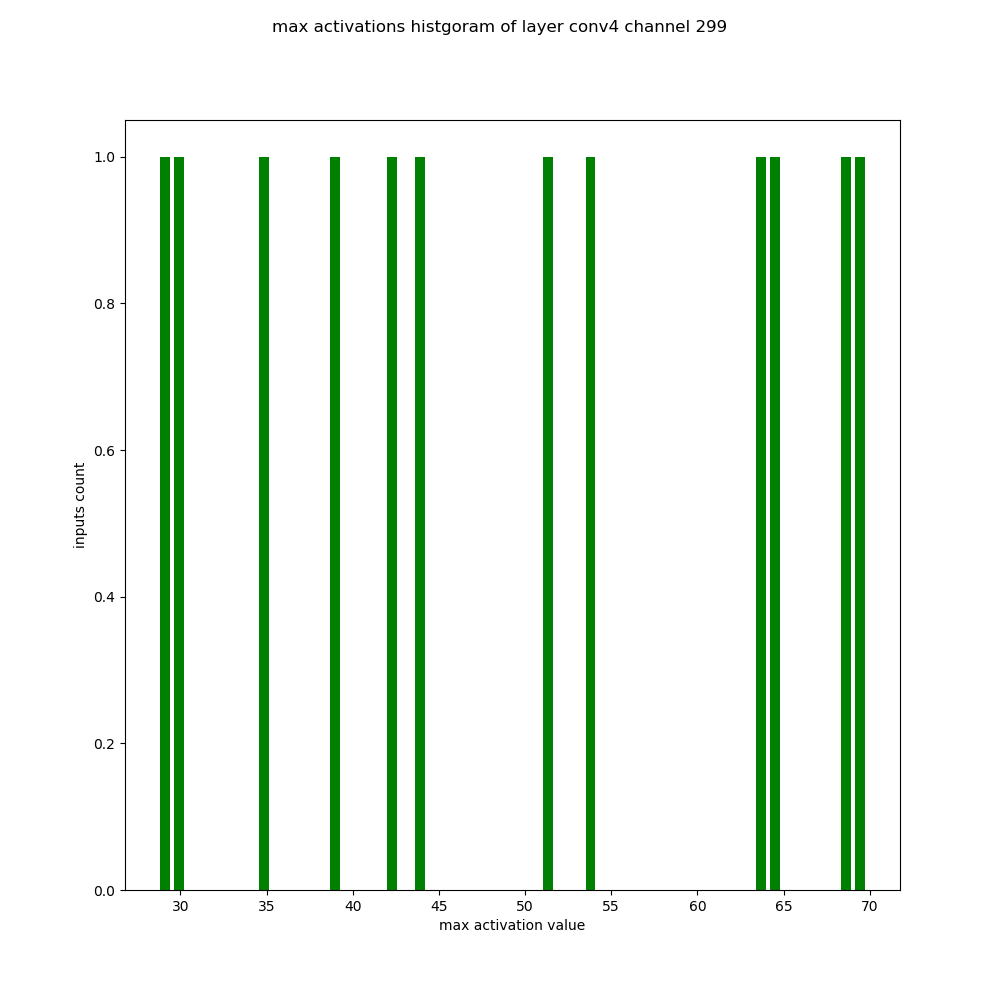 max activations histgoram of layer conv4 channel 299
1.0
0.8
0.6
0.4
0.2
0.0
inputs count
30 35 40 45 50 55 60 65 70
max activation value